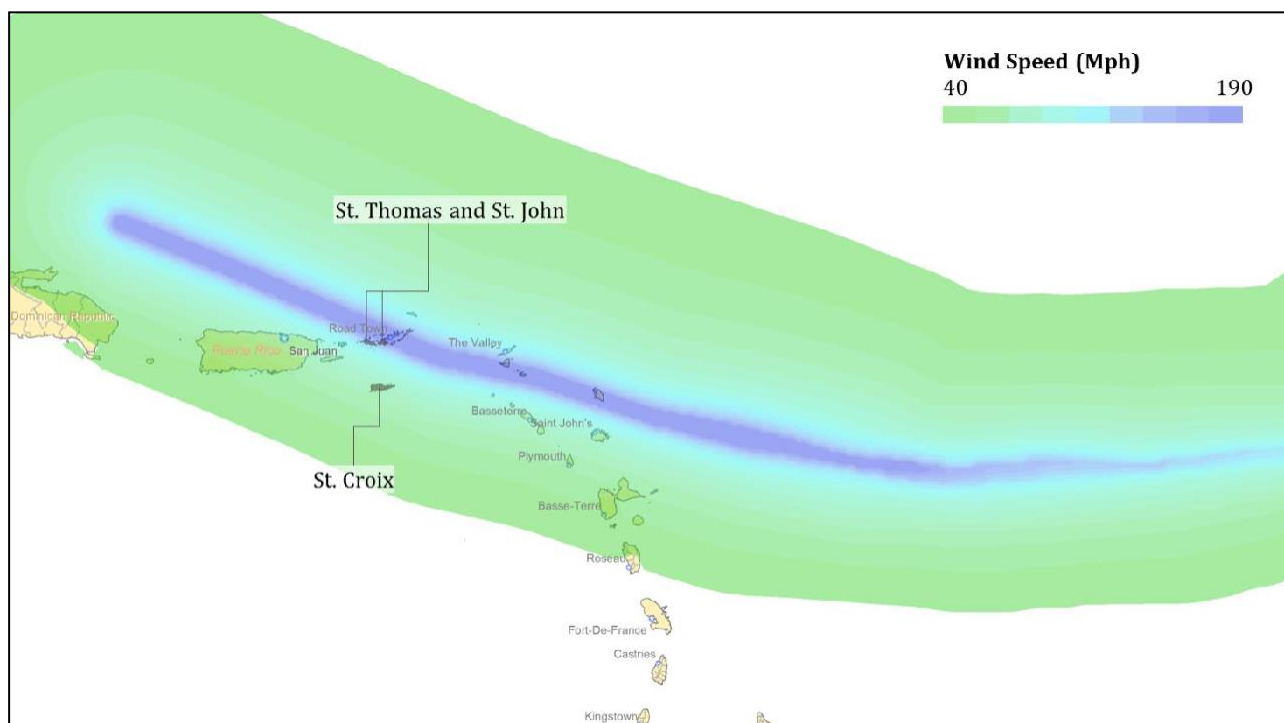 Wind Speed (Mph)
40 190
St. Thomas and St. John
Dominican Republic
Road Town
Puerto Rico
San Juan
The Valley
Basseterre
Saint John's
Plymouth
St. Croix
Basse-Terre
Roseau
Fort-De-France
Castries
Kingstown